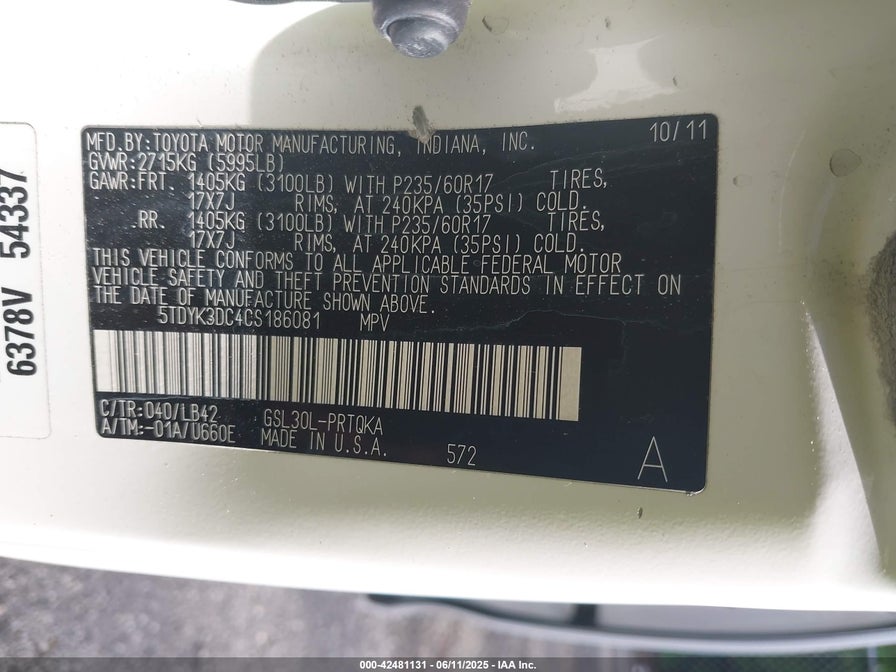 MFD.BY:TOYOTA MOTOR MANUFACTURING, INDIANA, INC. 10/11
GVWR:2715KG (5995LB)
GAWR:FRT. 1405KG (3100LB) WITH P235/60R17 TIRES,
17X7J RIMS, AT 240KPA (35PSI) COLD.
RR. 1405KG (3100LB) WITH P235/60R17 TIRES,
17X7J RIMS, AT 240KPA (35PSI) COLD.
THIS VEHICLE CONFORMS TO ALL APPLICABLE FEDERAL MOTOR
VEHICLE SAFETY AND THEFT PREVENTION STANDARDS IN EFFECT ON
THE DATE OF MANUFACTURE SHOWN ABOVE.
5TDYK3DC4CS186081 MPV
C/TR:040/LB42 GSL30L-PRTQKA
A/TM:-01A/U660E MADE IN U.S.A.
572
A
6378V 54337
000-42481131 - 06/11/2025 - IAA Inc.